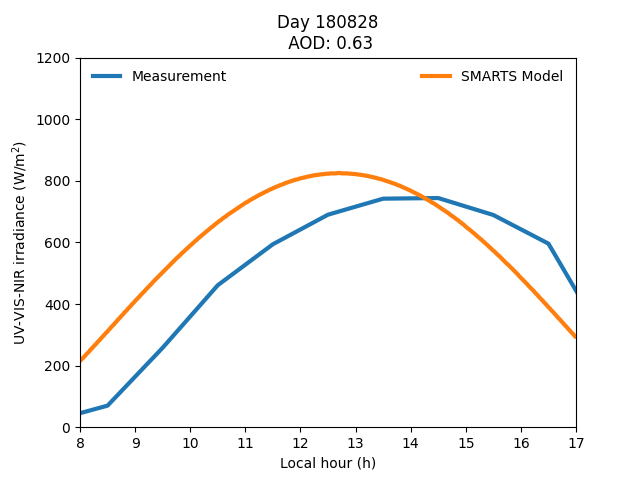 Day 180828
AOD: 0.63
Measurement
SMARTS Model
UV-VIS-NIR irradiance (W/m²)
1200
1000
800
600
400
200
0
8 9 10 11 12 13 14 15 16 17
Local hour (h)